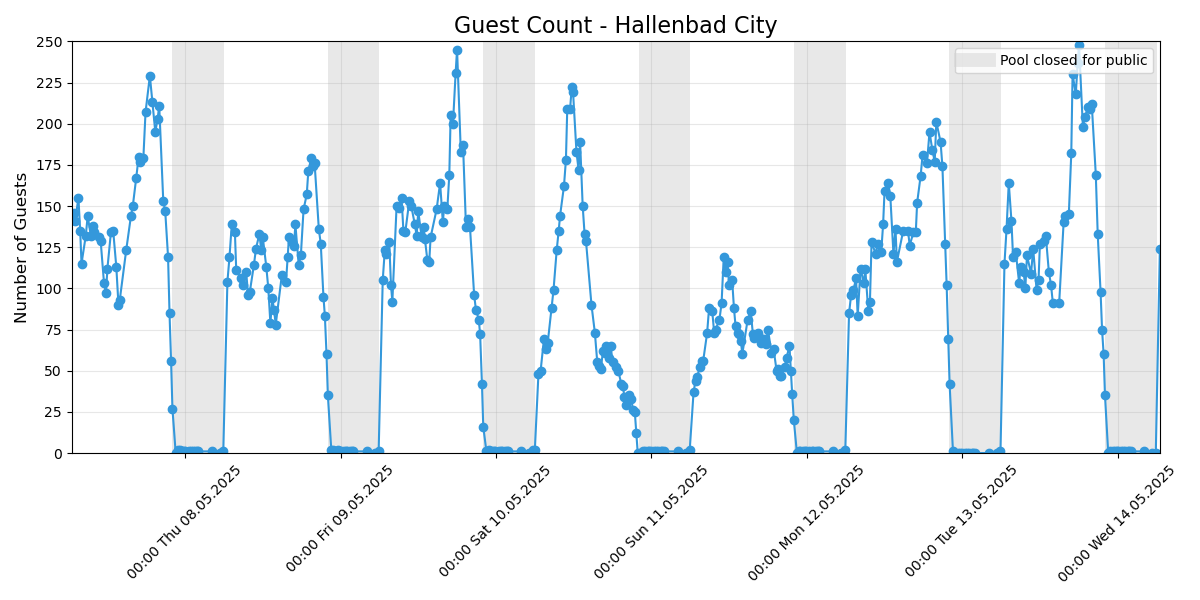 Guest Count - Hallenbad City
Number of Guests
250
225
200
175
150
125
100
75
50
25
0
Pool closed for public
00:00 Thu 08.05.2025
00:00 Fri 09.05.2025
00:00 Sat 10.05.2025
00:00 Sun 11.05.2025
00:00 Mon 12.05.2025
00:00 Tue 13.05.2025
00:00 Wed 14.05.2025